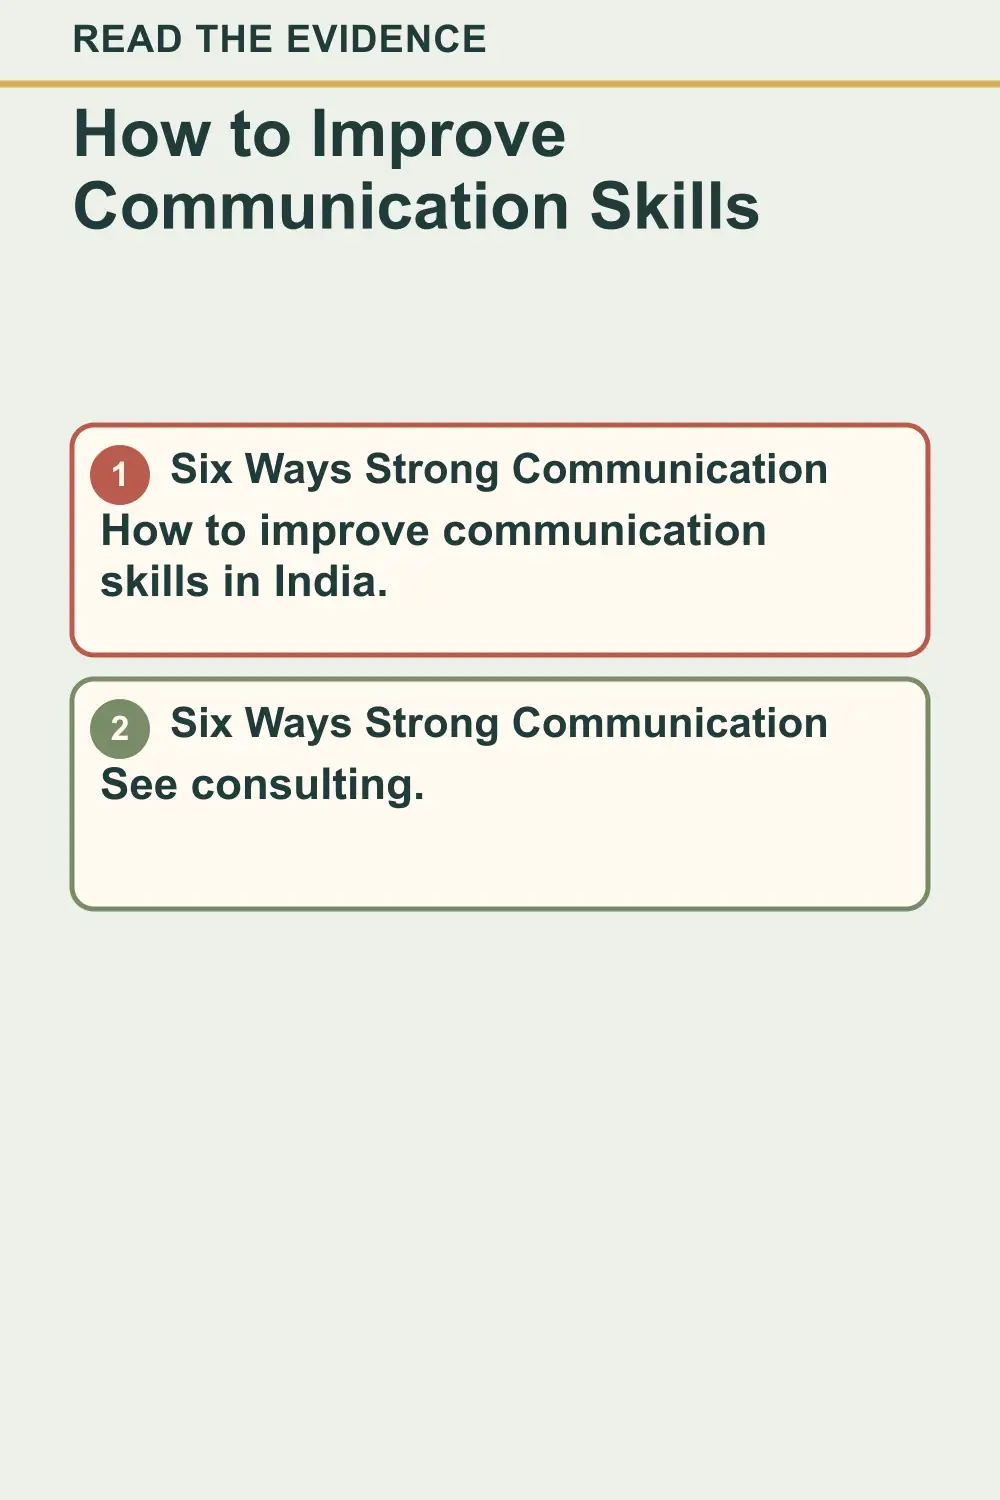 READ THE EVIDENCE
How to Improve
Communication Skills
1
Six Ways Strong Communication
How to improve communication
skills in India.
2
Six Ways Strong Communication
See consulting.